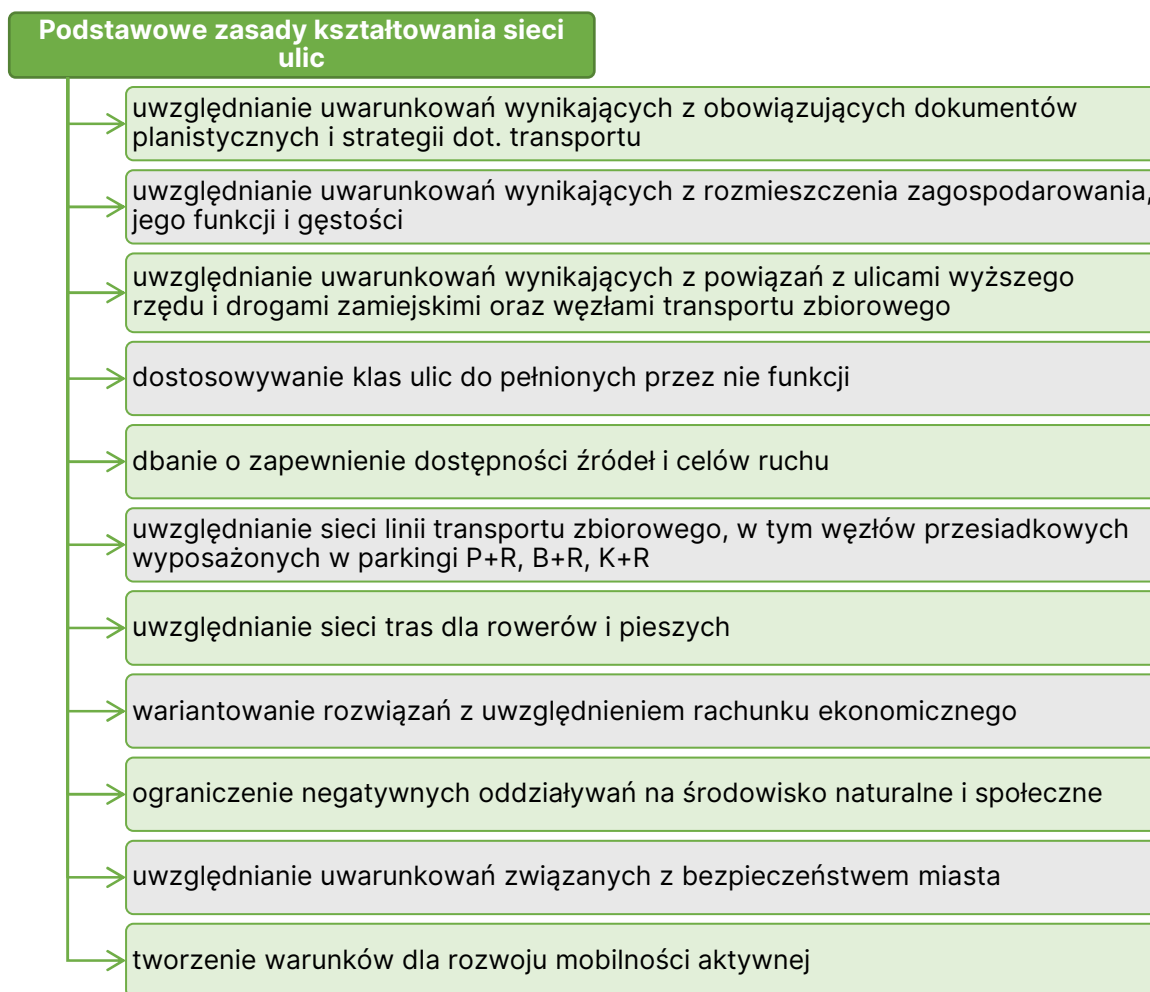 Podstawowe zasady kształtowania sieci
ulic
uwzględnianie uwarunkowań wynikających z obowiązujących dokumentów
planistycznych i strategii dot. transportu
uwzględnianie uwarunkowań wynikających z rozmieszczenia zagospodarowania,
jego funkcji i gęstości
uwzględnianie uwarunkowań wynikających z powiązań z ulicami wyższego
rzędu i drogami zamiejskimi oraz węzłami transportu zbiorowego
dostosowywanie klas ulic do pełnionych przez nie funkcji
dbanie o zapewnienie dostępności źródeł i celów ruchu
uwzględnianie sieci linii transportu zbiorowego, w tym węzłów przesiadkowych
wyposażonych w parkingi P+R, B+R, K+R
uwzględnianie sieci tras dla rowerów i pieszych
wariantowanie rozwiązań z uwzględnieniem rachunku ekonomicznego
ograniczenie negatywnych oddziaływań na środowisko naturalne i społeczne
uwzględnianie uwarunkowań związanych z bezpieczeństwem miasta
tworzenie warunków dla rozwoju mobilności aktywnej